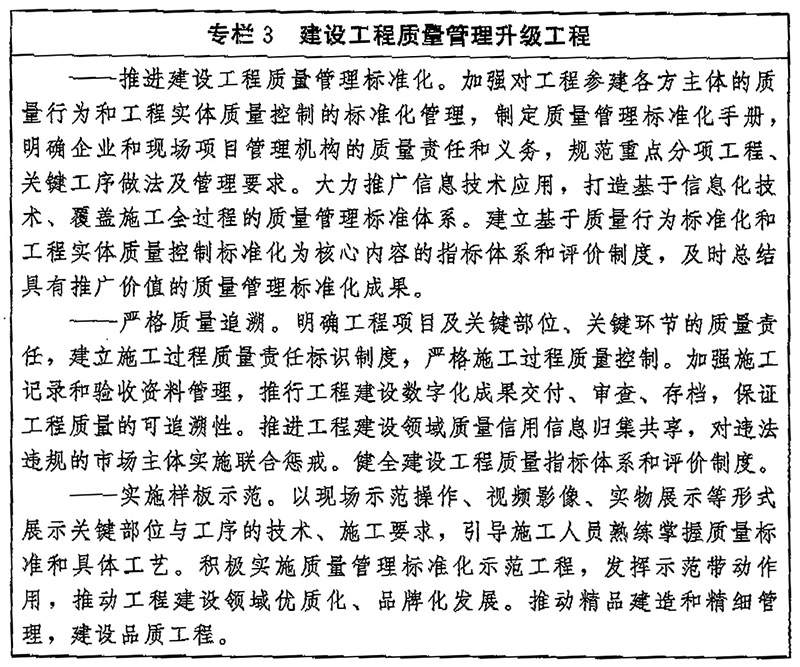 专栏 3 建设工程质量管理升级工程
——推进建设工程质量管理标准化。加强对工程参建各方主体的质
量行为和工程实体质量控制的标准化管理，制定质量管理标准化手册，
明确企业和现场项目管理机构的质量责任和义务，规范重点分项工程、
关键工序做法及管理要求。大力推广信息技术应用，打造基于信息化技
术、覆盖施工全过程的质量管理标准体系。建立基于质量行为标准化和
工程实体质量控制标准化为核心内容的指标体系和评价制度，及时总结
具有推广价值的质量管理标准化成果。
——严格质量追溯。明确工程项目及关键部位、关键环节的质量责
任，建立施工过程质量责任标识制度，严格施工过程质量控制。加强施工
记录和验收资料管理，推行工程建设数字化成果交付、审查、存档，保证
工程质量的可追溯性。推进工程建设领域质量信用信息归集共享，对违法
违规的市场主体实施联合惩戒。健全建设工程质量指标体系和评价制度。
——实施样板示范。以现场示范操作、视频影像、实物展示等形式
展示关键部位与工序的技术、施工要求，引导施工人员熟练掌握质量标
准和具体工艺。积极实施质量管理标准化示范工程，发挥示范带动作
用，推动工程建设领域优质化、品牌化发展。推动精品建造和精细管
理，建设品质工程。